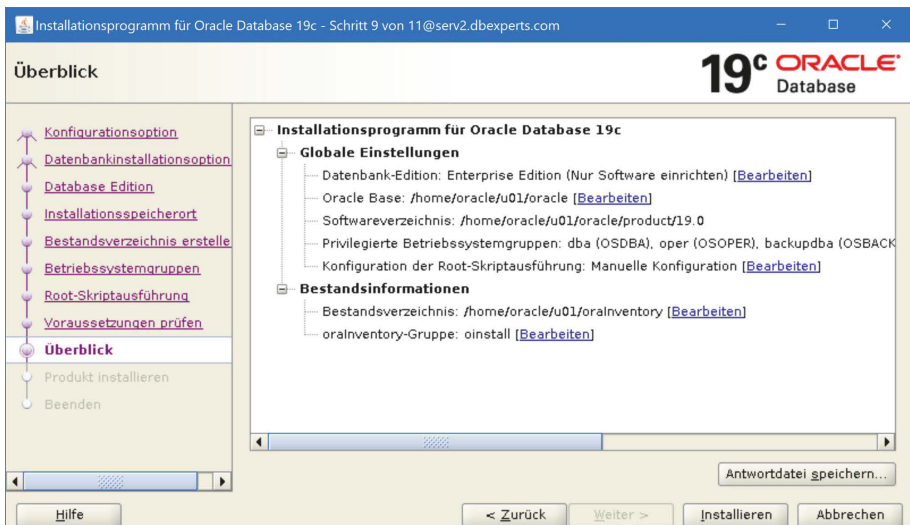 Installationsprogramm für Oracle Database 19c - Schritt 9 von 11@serv2.dbexperts.com
Überblick
19c ORACLE
Database
Konfigurationsoption
Datenbankinstallationsoption
Database Edition
Installationsspeicherort
Bestandsverzeichnis erstelle
Betriebssystemgruppen
Root-Skriptausführung
Voraussetzungen prüfen
Überblick
Produkt installieren
Beenden
Installationsprogramm für Oracle Database 19c
Globale Einstellungen
Datenbank-Edition: Enterprise Edition (Nur Software einrichten) [Bearbeiten]
Oracle Base: /home/oracle/u01/oracle [Bearbeiten]
Softwareverzeichnis: /home/oracle/u01/oracle/product/19.0
Privilegierte Betriebssystemgruppen: dba (OSDBA), oper (OSOPER), backupdba (OSBACK
Konfiguration der Root-Skriptausführung: Manuelle Konfiguration [Bearbeiten]
Bestandsinformationen
Bestandsverzeichnis: /home/oracle/u01/oraInventory [Bearbeiten]
oraInventory-Gruppe: oinstall [Bearbeiten]
Antwortdatei speichern...
Hilfe
< Zurück
Weiter >
Installieren
Abbrechen